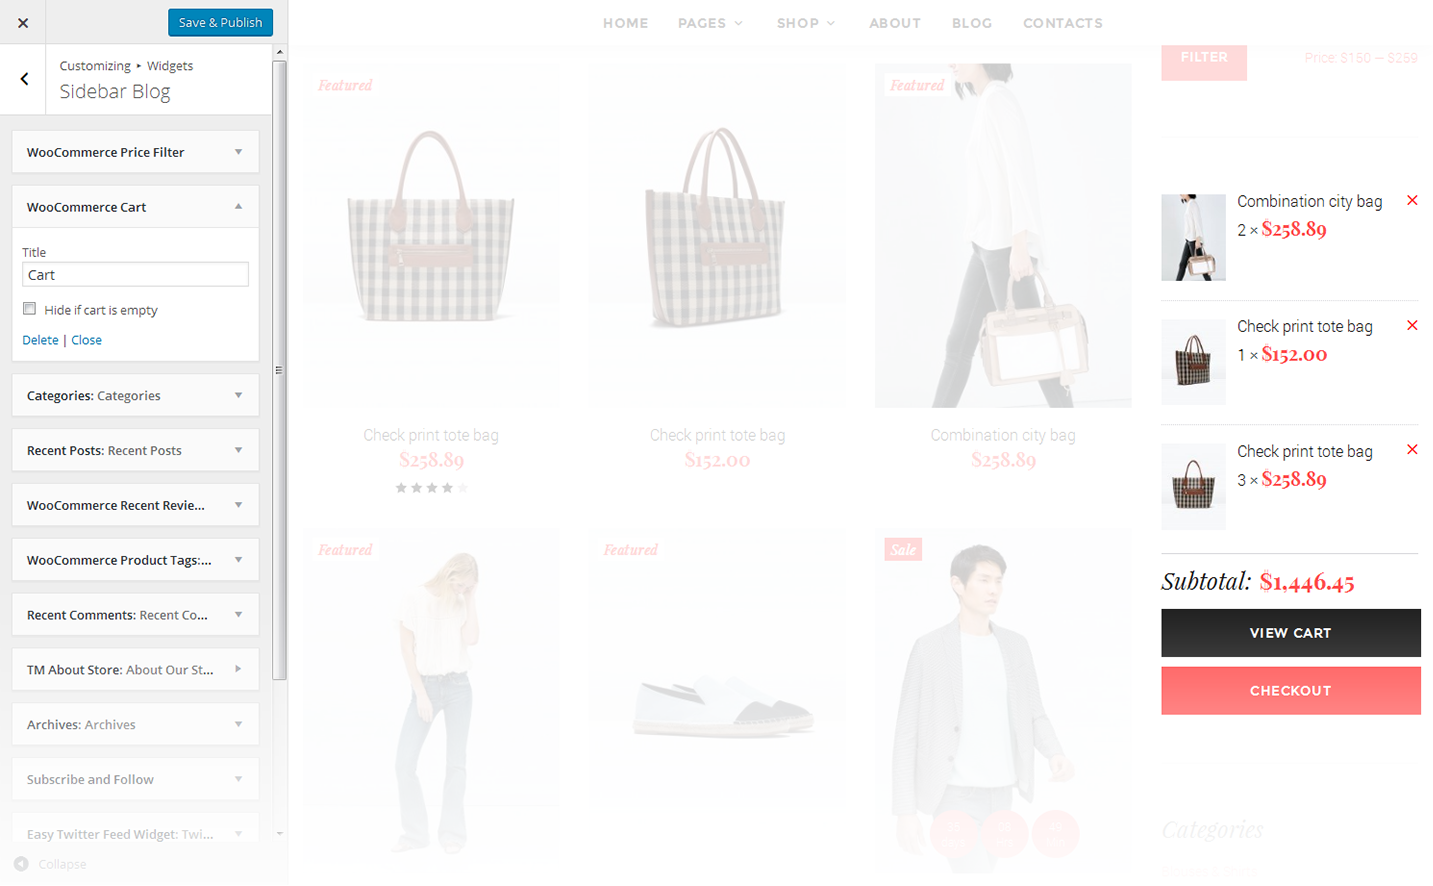 Save & Publish
Customizing ▸ Widgets
Sidebar Blog
WooCommerce Price Filter
WooCommerce Cart
Title
Cart
Hide if cart is empty
Delete | Close
Categories: Categories
Recent Posts: Recent Posts
WooCommerce Recent Revie...
WooCommerce Product Tags:...
Recent Comments: Recent Co...
TM About Store: About Our St...
Archives: Archives
Subscribe and Follow
Easy Twitter Feed Widget: Twi...
Collapse
HOME PAGES SHOP ABOUT BLOG CONTACTS
Featured
Check print tote bag
$258.89
Check print tote bag
$152.00
Featured
Combination city bag
$258.89
Featured
Featured
Sale
FILTER
Price: $150 — $259
Combination city bag
2 × $258.89
Check print tote bag
1 × $152.00
Check print tote bag
3 × $258.89
Subtotal: $1,446.45
VIEW CART
CHECKOUT
Categories